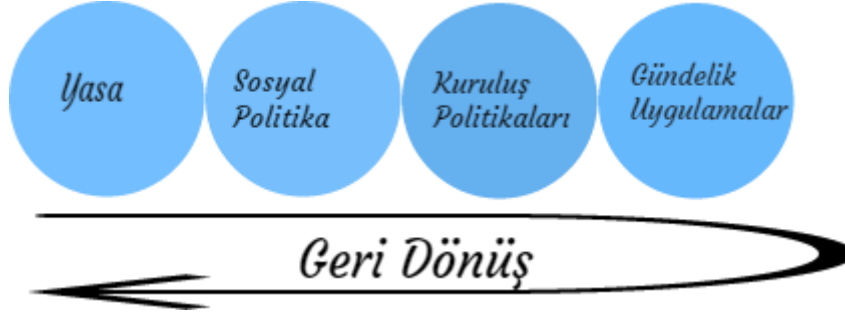 Yasa
Sosyal
Politika
Kuruluş
Politikaları
Gündelik
Uygulamalar
Geri Dönüş